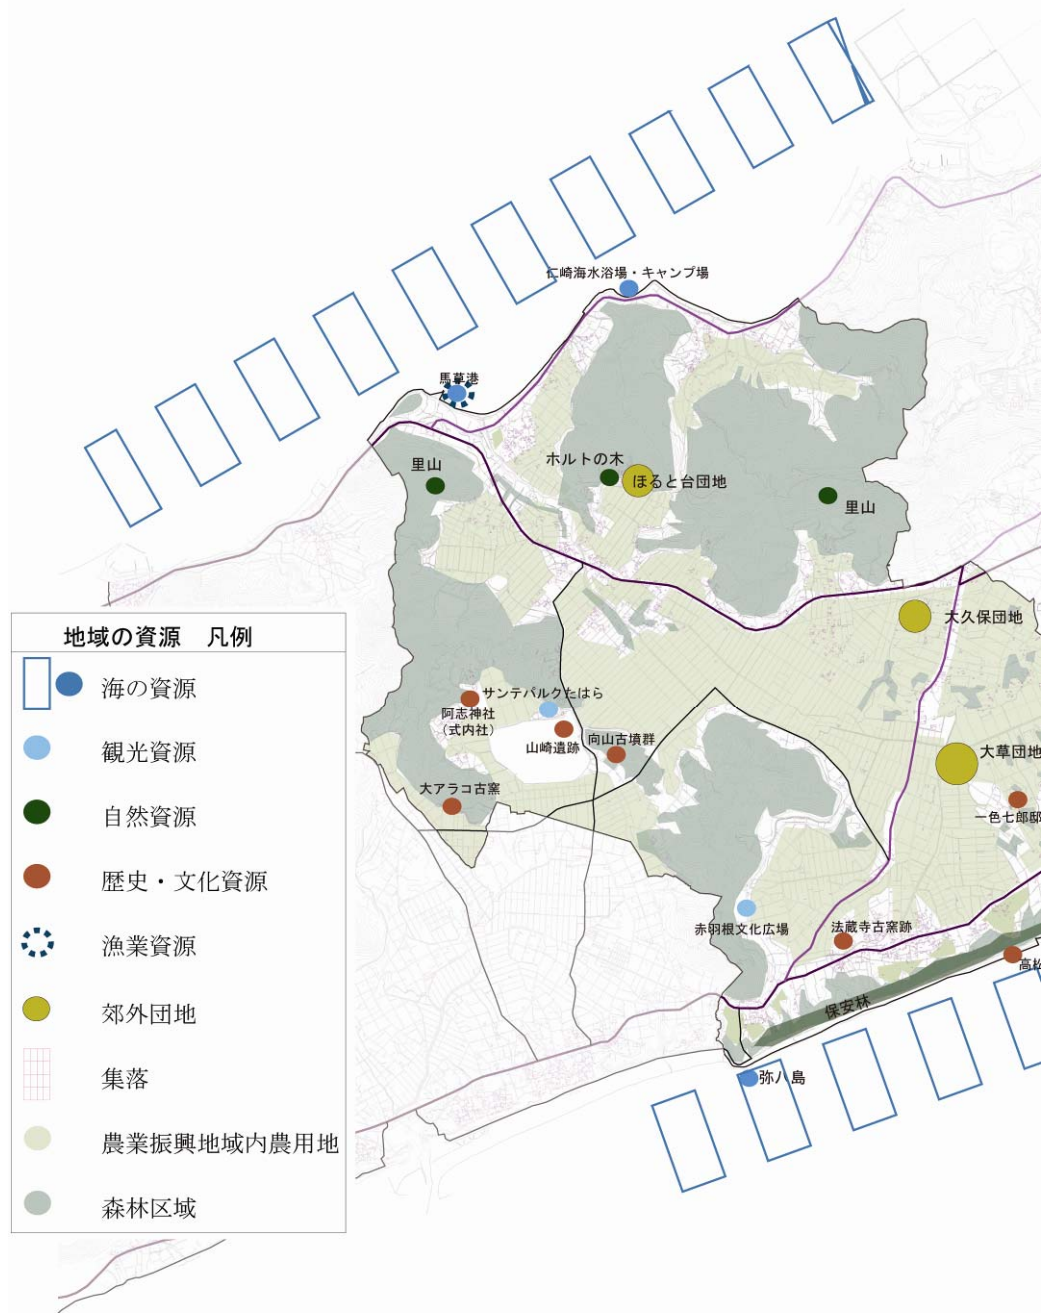 仁崎海水浴場・キャンプ場
馬草港
里山
ホルトの木
ほると台団地
里山
大久保団地
サンテパルクたはら
阿志神社
(式内社)
山崎遺跡
向山古墳群
大草団地
大アラコ古窯
一色七郎邸
赤羽根文化広場
法蔵寺古窯跡
高松
保安林
弥八島
地域の資源 凡例
海の資源
観光資源
自然資源
歴史・文化資源
漁業資源
郊外団地
集落
農業振興地域内農用地
森林区域